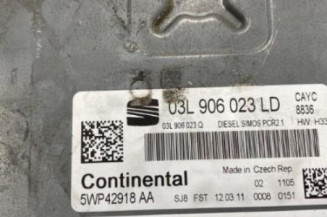 03L 906 023 LD CAYC
03L 906 023 Q DIESEL SIMOS PCR2.1 8836
HW: H33
Continental Made in Czech Rep.
02 1105
5WP42918 AA SJ8 FST 12.03.11 0008 0151